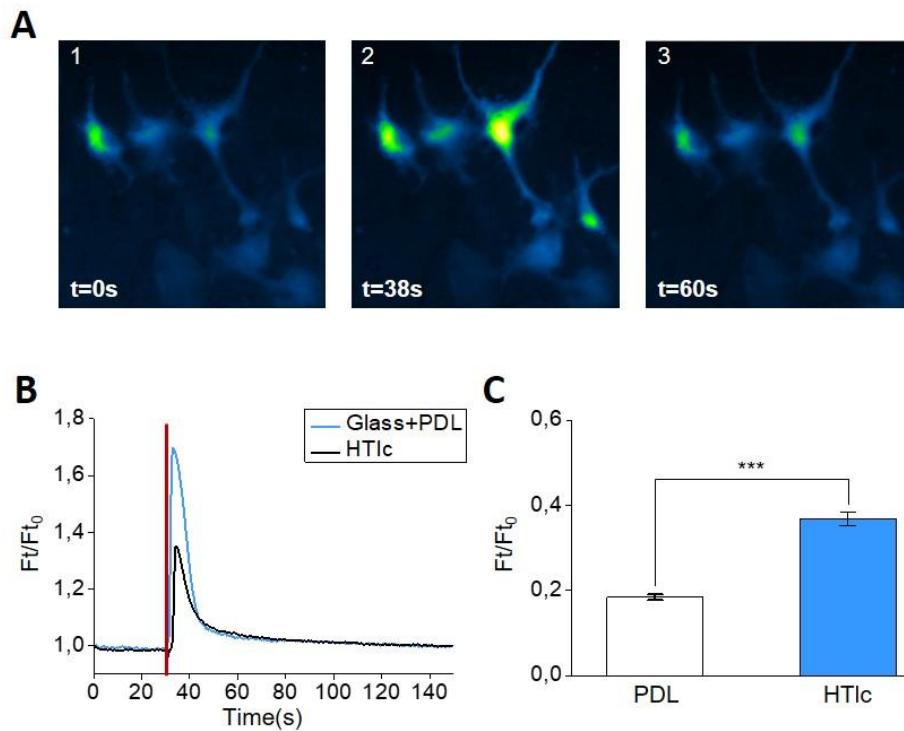 A
1
2
3
t=0s
t=38s
t=60s
B
Glass+PDL
HTlc
1,8
1,6
1,4
1,2
1,0
Ft/Ft₀
0 20 40 60 80 100 120 140
Time(s)
C
0,6
0,4
0,2
0,0
Ft/Ft₀
***
PDL HTlc